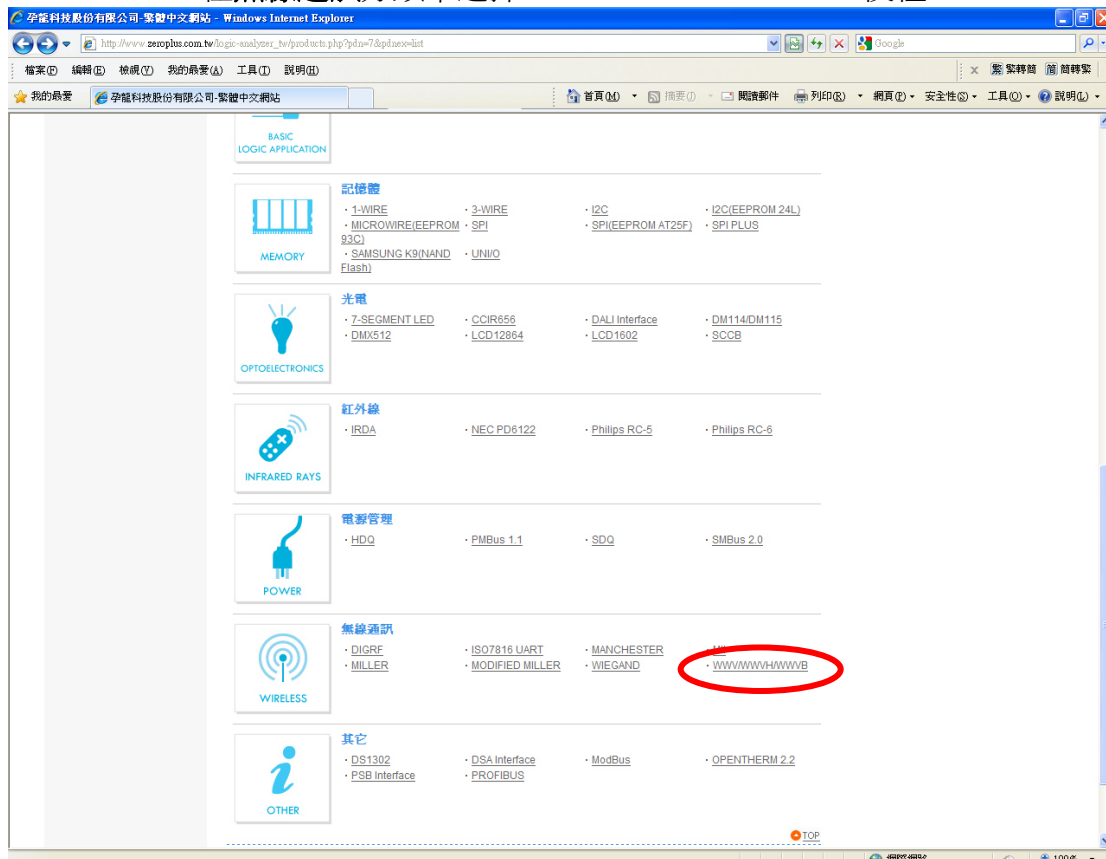 孕龍科技股份有限公司-繁體中文網站 - Windows Internet Explorer
http://www.zeroplus.com.tw/logic-analyzer_tw/products.php?pdn=7&pdnex=list
Google
檔案(F) 編輯(E) 檢視(V) 我的最愛(A) 工具(T) 說明(H)
x 繁 繁轉簡 簡 簡轉繁
我的最愛 孕龍科技股份有限公司-繁體中文網站
首頁(M) 摘要(J) 閱讀郵件 列印(R) 網頁(P) 安全性(S) 工具(O) 說明(L)
BASIC
LOGIC APPLICATION
記憶體
· 1-WIRE · 3-WIRE · I2C · I2C(EEPROM 24L)
· MICROWIRE(EEPROM 93C) · SPI · SPI(EEPROM AT25F) · SPI PLUS
· SAMSUNG K9(NAND Flash) · UNI/O
MEMORY
光電
· 7-SEGMENT LED · CCIR656 · DALI Interface · DM114/DM115
· DMX512 · LCD12864 · LCD1602 · SCCB
OPTOELECTRONICS
紅外線
· IRDA · NEC PD6122 · Philips RC-5 · Philips RC-6
INFRARED RAYS
電源管理
· HDQ · PMBus 1.1 · SDQ · SMBus 2.0
POWER
無線通訊
· DIGRF · ISO7816 UART · MANCHESTER
· MILLER · MODIFIED MILLER · WIEGAND · WWV/WWVH/WWVB
WIRELESS
其它
· DS1302 · DSA Interface · ModBus · OPENTHERM 2.2
· PSB Interface · PROFIBUS
OTHER
TOP